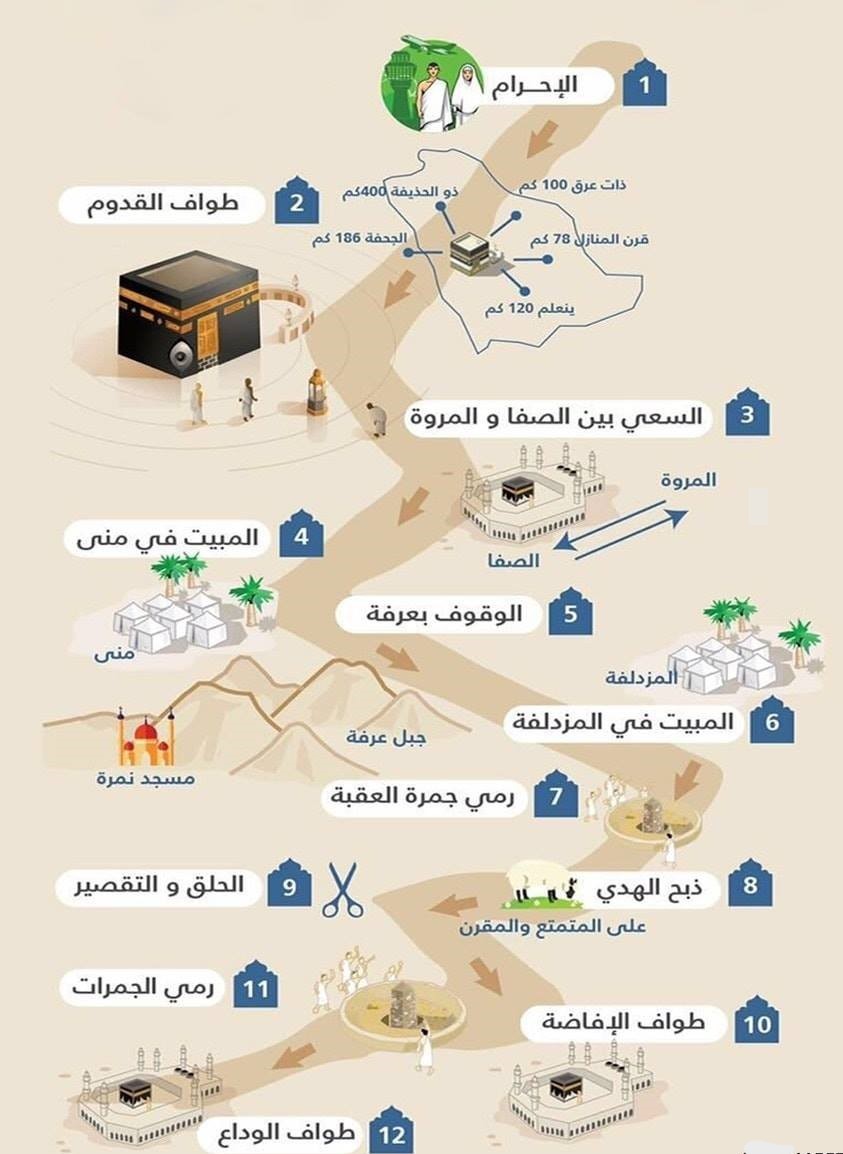 1
الإحــرام
ذات عرق 100 كم
ذو الحذيفة 400كم
قرن المنازل 78 كم
الجحفة 186 كم
ينعلم 120 كم
2
طواف القدوم
3
السعي بين الصفا و المروة
المروة
الصفا
4
المبيت في منى
منى
5
الوقوف بعرفة
جبل عرفة
مسجد نمرة
المزدلفة
6
المبيت في المزدلفة
7
رمي جمرة العقبة
8
ذبح الهدي
على المتمتع والمقرن
9
الحلق و التقصير
10
طواف الإفاضة
11
رمي الجمرات
12
طواف الوداع